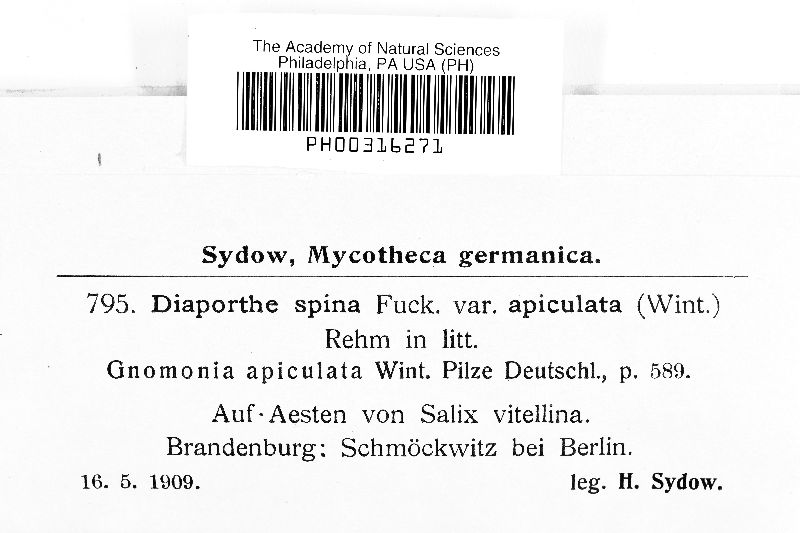 The Academy of Natural Sciences
Philadelphia, PA USA (PH)
PH00316271
Sydow, Mycotheca germanica.
795. Diaporthe spina Fuck. var. apiculata (Wint.)
Rehm in litt.
Gnomonia apiculata Wint. Pilze Deutschl., p. 589.
Auf Aesten von Salix vitellina.
Brandenburg: Schmöckwitz bei Berlin.
16. 5. 1909. leg. H. Sydow.